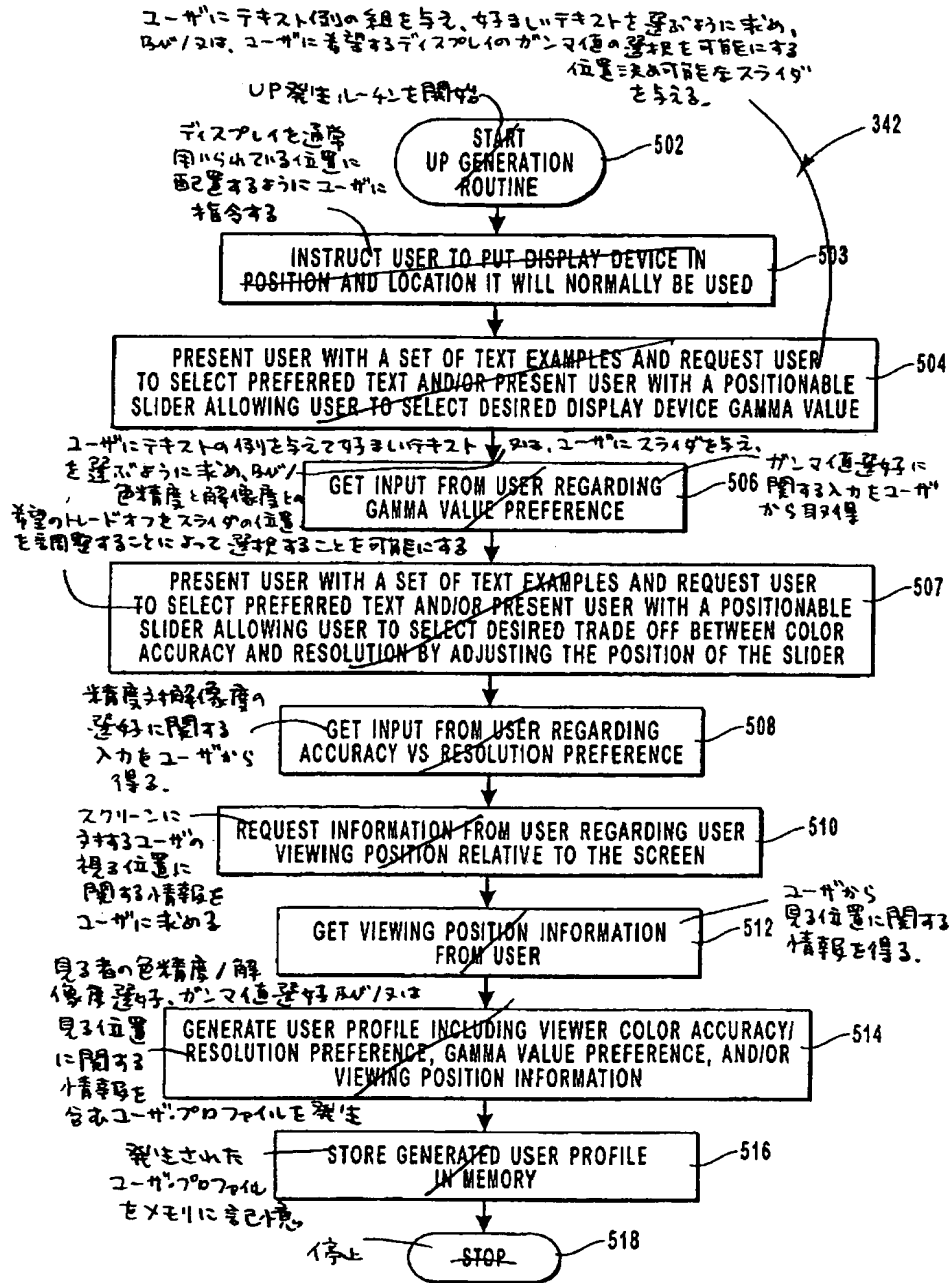 ユーザにテキスト例の組を与え、好ましいテキストを選ぶように求め、
及び/又は、ユーザに希望するディスプレイのガンマ値の選択を可能にする
位置決め可能なスライダ
を与える。
342
UP発生ルーチンを開始
START
UP GENERATION
ROUTINE
502
ディスプレイを通常
用いられている位置に
配置するようにユーザに
指令する
INSTRUCT USER TO PUT DISPLAY DEVICE IN
POSITION AND LOCATION IT WILL NORMALLY BE USED
503
PRESENT USER WITH A SET OF TEXT EXAMPLES AND REQUEST USER
TO SELECT PREFERRED TEXT AND/OR PRESENT USER WITH A POSITIONABLE
SLIDER ALLOWING USER TO SELECT DESIRED DISPLAY DEVICE GAMMA VALUE
504
ユーザにテキストの例を与えて好ましいテキスト
を選ぶように求め、及び/又は、ユーザにスライダを与え、
色精度と解像度との
希望のトレードオフをスライダの位置
を調整することによって選択することを可能にする
GET INPUT FROM USER REGARDING
GAMMA VALUE PREFERENCE
506
ガンマ値選好に
関する入力をユーザ
から取得
PRESENT USER WITH A SET OF TEXT EXAMPLES AND REQUEST USER
TO SELECT PREFERRED TEXT AND/OR PRESENT USER WITH A POSITIONABLE
SLIDER ALLOWING USER TO SELECT DESIRED TRADE OFF BETWEEN COLOR
ACCURACY AND RESOLUTION BY ADJUSTING THE POSITION OF THE SLIDER
507
精度対解像度の
選好に関する
入力をユーザから
得る。
GET INPUT FROM USER REGARDING
ACCURACY VS RESOLUTION PREFERENCE
508
スクリーンに
対するユーザの
視る位置に
関する情報を
ユーザに求める
REQUEST INFORMATION FROM USER REGARDING USER
VIEWING POSITION RELATIVE TO THE SCREEN
510
GET VIEWING POSITION INFORMATION
FROM USER
512
ユーザから
見る位置に関する
情報を得る。
見る者の色精度/解
像度選好、ガンマ値選好及び/又は
見る位置
に関する
情報を
含むユーザ・プロファイルを発生
GENERATE USER PROFILE INCLUDING VIEWER COLOR ACCURACY/
RESOLUTION PREFERENCE, GAMMA VALUE PREFERENCE, AND/OR
VIEWING POSITION INFORMATION
514
発生された
ユーザ・プロファイル
をメモリに記憶
STORE GENERATED USER PROFILE
IN MEMORY
516
停止
STOP
518